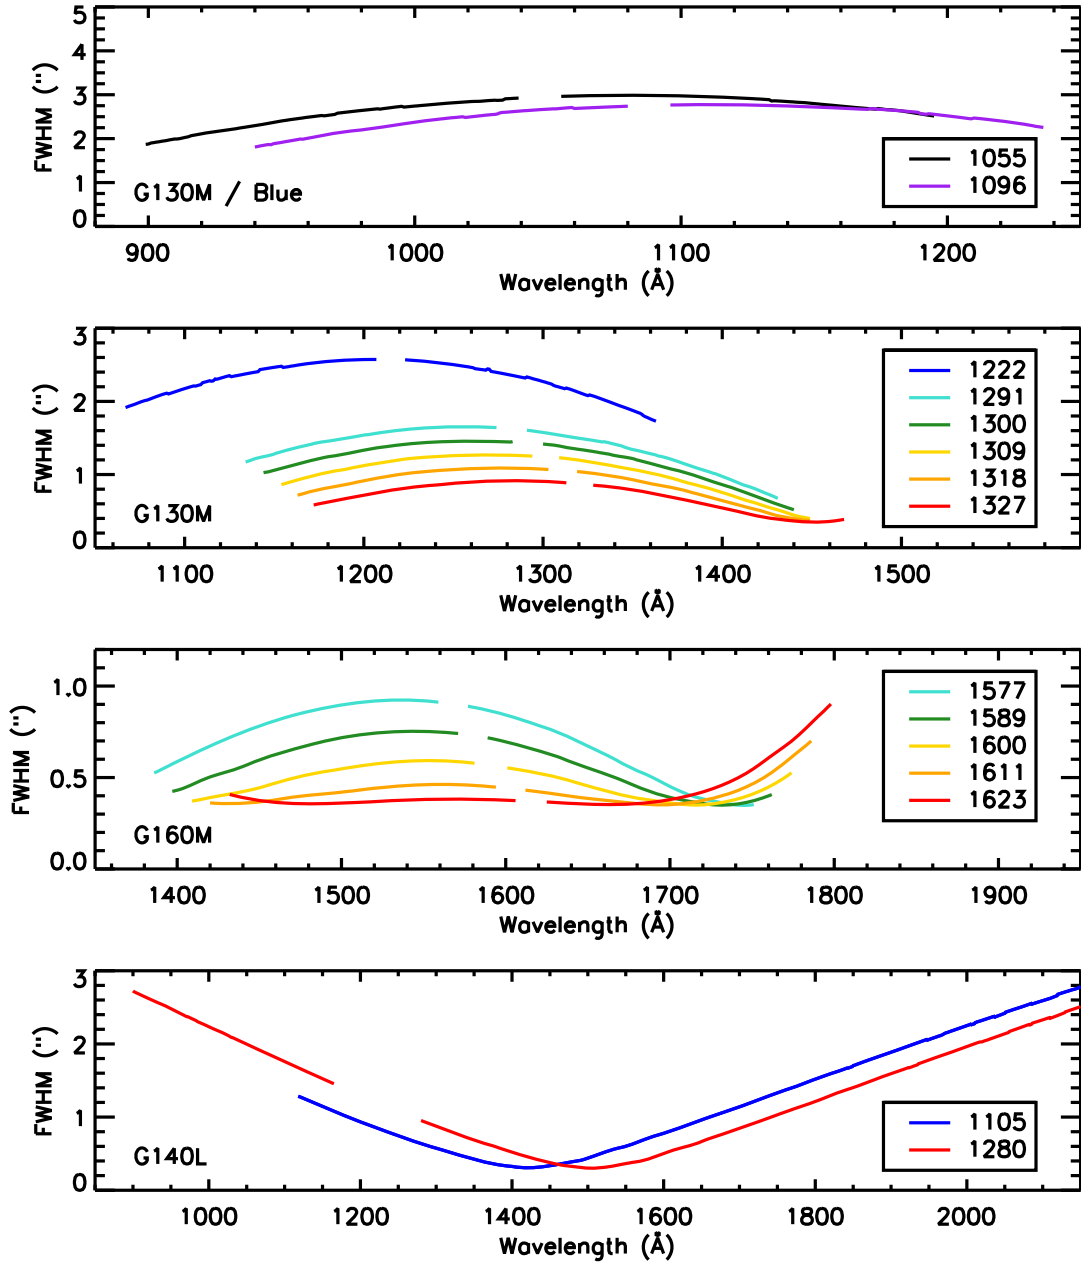 5
4
3
2
1
0
FWHM (")
G130M / Blue
1055
1096
900 1000 1100 1200
Wavelength (Å)
3
2
1
0
FWHM (")
G130M
1222
1291
1300
1309
1318
1327
1100 1200 1300 1400 1500
Wavelength (Å)
1.0
0.5
0.0
FWHM (")
G160M
1577
1589
1600
1611
1623
1400 1500 1600 1700 1800 1900
Wavelength (Å)
3
2
1
0
FWHM (")
G140L
1105
1280
1000 1200 1400 1600 1800 2000
Wavelength (Å)